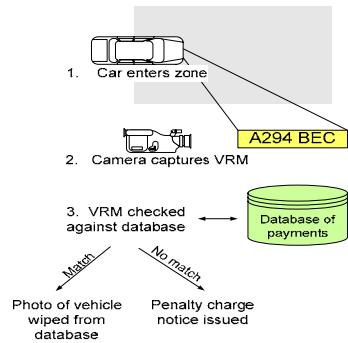 1. Car enters zone
A294 BEC
2. Camera captures VRM
3. VRM checked
against database
Database of
payments
Match
No match
Photo of vehicle
wiped from
database
Penalty charge
notice issued